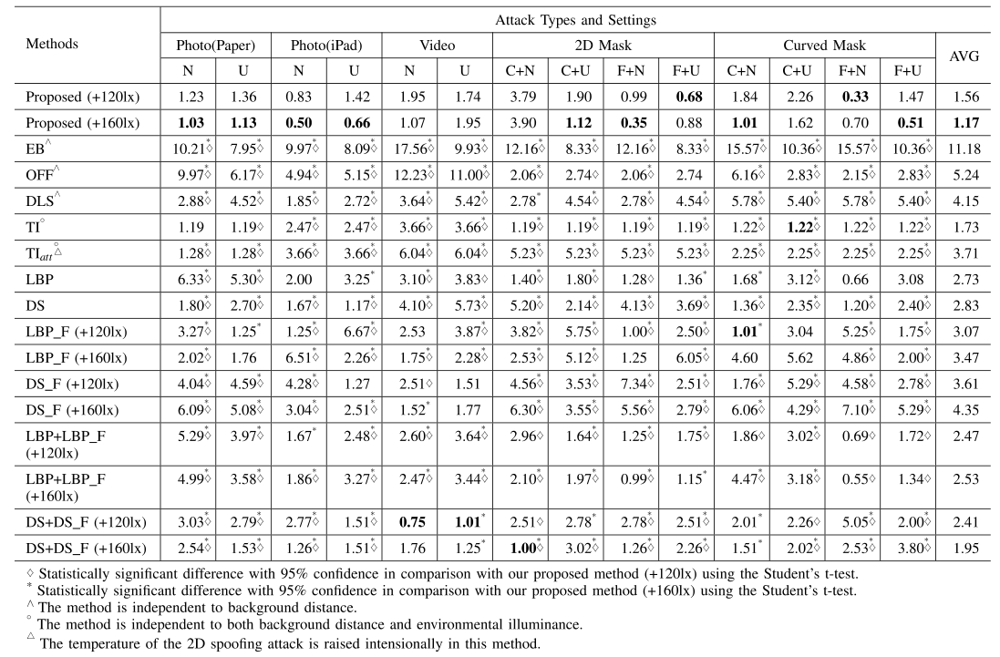 Methods Attack Types and Settings AVG
Photo(Paper) Photo(iPad) Video 2D Mask Curved Mask
N U N U N U C+N C+U F+N F+U C+N C+U F+N F+U
Proposed (+120lx) 1.23 1.36 0.83 1.42 1.95 1.74 3.79 1.90 0.99 0.68 1.84 2.26 0.33 1.47 1.56
Proposed (+160lx) 1.03 1.13 0.50 0.66 1.07 1.95 3.90 1.12 0.35 0.88 1.01 1.62 0.70 0.51 1.17
EB^ 10.21*◊ 7.95*◊ 9.97*◊ 8.09*◊ 17.56*◊ 9.93*◊ 12.16*◊ 8.33*◊ 12.16*◊ 8.33*◊ 15.57*◊ 10.36*◊ 15.57*◊ 10.36*◊ 11.18
OFF^ 9.97*◊ 6.17*◊ 4.94*◊ 5.15*◊ 12.23*◊ 11.00*◊ 2.06*◊ 2.74◊ 2.06*◊ 2.74 6.16*◊ 2.83*◊ 2.15*◊ 2.83*◊ 5.24
DLS^ 2.88*◊ 4.52*◊ 1.85*◊ 2.72*◊ 3.64*◊ 5.42*◊ 2.78* 4.54*◊ 2.78*◊ 4.54*◊ 5.78*◊ 5.40*◊ 5.78*◊ 5.40*◊ 4.15
TI° 1.19 1.19◊ 2.47*◊ 2.47*◊ 3.66*◊ 3.66*◊ 1.19*◊ 1.19*◊ 1.19*◊ 1.19*◊ 1.22*◊ 1.22*◊ 1.22*◊ 1.22*◊ 1.73
TIatt°△ 1.28*◊ 1.28*◊ 3.66*◊ 3.66*◊ 6.04*◊ 6.04*◊ 5.23*◊ 5.23*◊ 5.23*◊ 5.23*◊ 2.25*◊ 2.25*◊ 2.25*◊ 2.25*◊ 3.71
LBP 6.33*◊ 5.30*◊ 2.00 3.25* 3.10*◊ 3.83*◊ 1.40*◊ 1.80*◊ 1.28◊ 1.36* 1.68* 3.12*◊ 0.66 3.08 2.73
DS 1.80*◊ 2.70*◊ 1.67*◊ 1.17*◊ 4.10*◊ 5.73*◊ 5.20*◊ 2.14*◊ 4.13*◊ 3.69*◊ 1.36*◊ 2.35*◊ 1.20*◊ 2.40*◊ 2.83
LBP_F (+120lx) 3.27*◊ 1.25* 1.25*◊ 6.67*◊ 2.53 3.87*◊ 3.82*◊ 5.75*◊ 1.00*◊ 2.50*◊ 1.01* 3.04 5.25*◊ 1.75*◊ 3.07
LBP_F (+160lx) 2.02*◊ 1.76 6.51*◊ 2.26*◊ 1.75*◊ 2.28*◊ 2.53*◊ 5.12*◊ 1.25 6.05*◊ 4.60 5.62 4.86*◊ 2.00*◊ 3.47
DS_F (+120lx) 4.04*◊ 4.59*◊ 4.28*◊ 1.27 2.51◊ 1.51 4.56*◊ 3.53*◊ 7.34*◊ 2.51*◊ 1.76*◊ 5.29*◊ 4.58*◊ 2.78*◊ 3.61
DS_F (+160lx) 6.09*◊ 5.08*◊ 3.04*◊ 2.51*◊ 1.52* 1.77 6.30*◊ 3.55*◊ 5.56*◊ 2.79*◊ 6.06*◊ 4.29*◊ 7.10*◊ 5.29*◊ 4.35
LBP+LBP_F 5.29*◊ 3.97*◊ 1.67* 2.48*◊ 2.60*◊ 3.64*◊ 2.96◊ 1.64*◊ 1.25*◊ 1.75*◊ 1.86◊ 3.02*◊ 0.69◊ 1.72◊ 2.47
(+120lx)
LBP+LBP_F 4.99*◊ 3.58*◊ 1.86*◊ 3.27*◊ 2.47*◊ 3.44*◊ 2.10*◊ 1.97*◊ 0.99*◊ 1.15* 4.47*◊ 3.18*◊ 0.55◊ 1.34◊ 2.53
(+160lx)
DS+DS_F (+120lx) 3.03*◊ 2.79*◊ 2.77*◊ 1.51*◊ 0.75 1.01* 2.51◊ 2.78* 2.78*◊ 2.51*◊ 2.01* 2.26◊ 5.05*◊ 2.00*◊ 2.41
DS+DS_F (+160lx) 2.54*◊ 1.53*◊ 1.26*◊ 1.51*◊ 1.76 1.25* 1.00*◊ 3.02*◊ 1.26*◊ 2.26*◊ 1.51* 2.02*◊ 2.53*◊ 3.80*◊ 1.95
◊ Statistically significant difference with 95% confidence in comparison with our proposed method (+120lx) using the Student's t-test.
* Statistically significant difference with 95% confidence in comparison with our proposed method (+160lx) using the Student's t-test.
^ The method is independent to background distance.
° The method is independent to both background distance and environmental illuminance.
△ The temperature of the 2D spoofing attack is raised intensionally in this method.